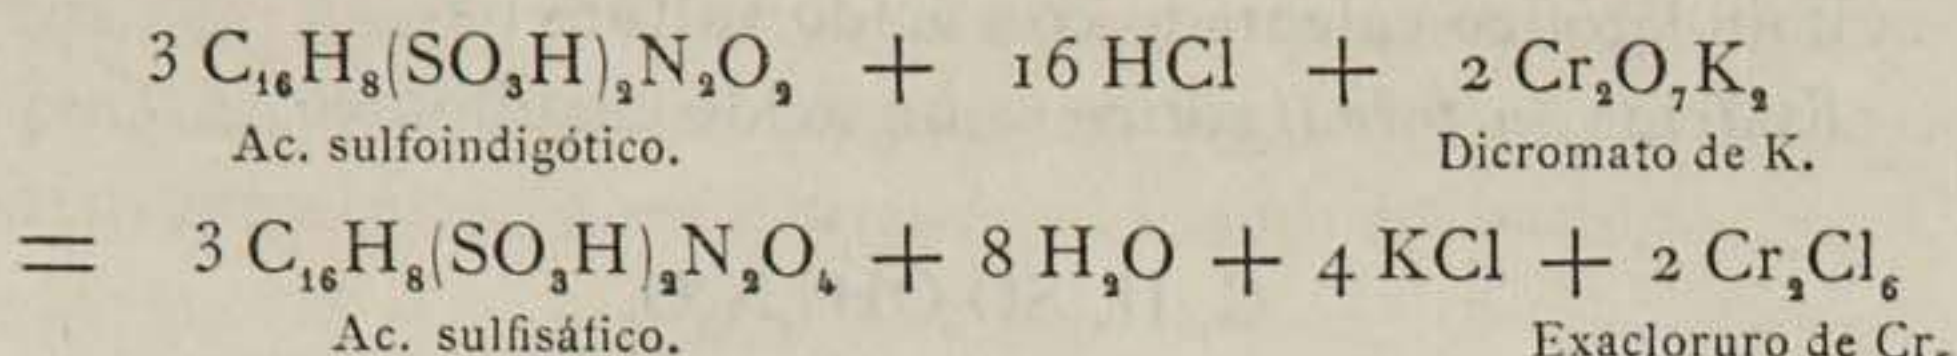 3 C₁₆H₈(SO₃H)₂N₂O₂ + 16 HCl + 2 Cr₂O₇K₂
Ac. sulfoindigótico. Dicromato de K.
= 3 C₁₆H₈(SO₃H)₂N₂O₄ + 8 H₂O + 4 KCl + 2 Cr₂Cl₆
Ac. sulfisático. Exacloruro de Cr.